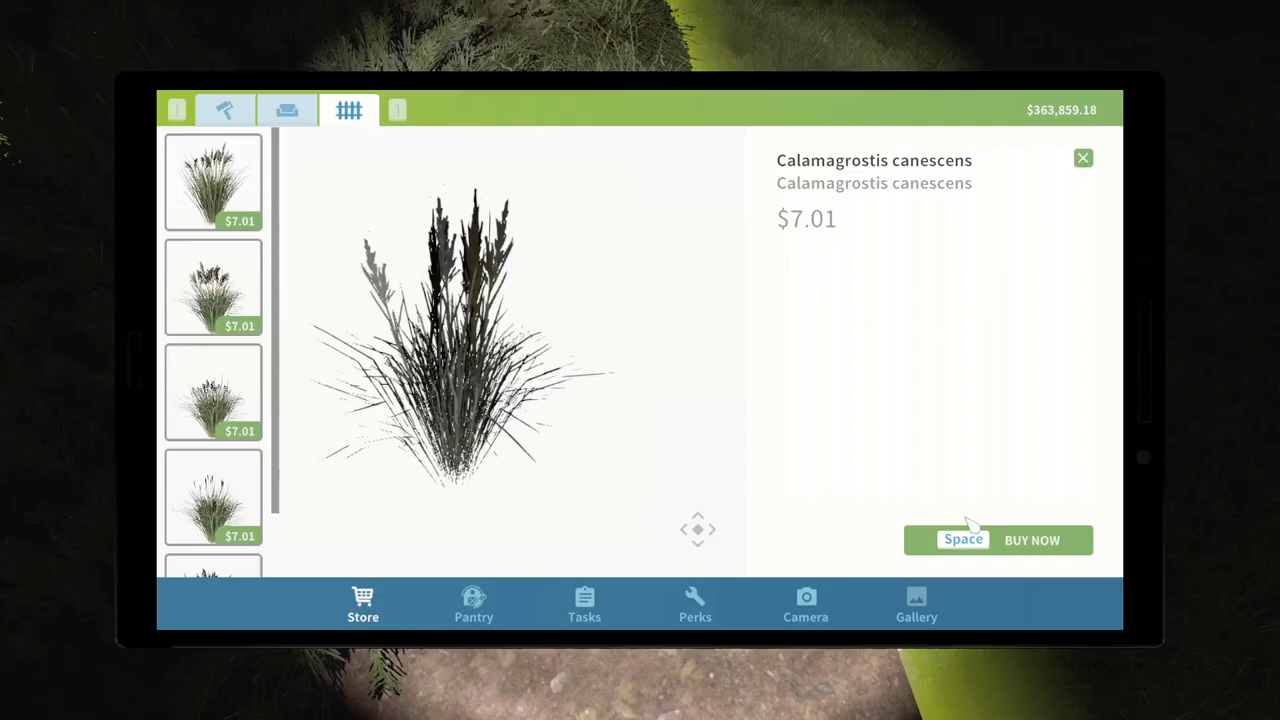 [
]
$363,859.18
$7.01
$7.01
$7.01
$7.01
Calamagrostis canescens
Calamagrostis canescens
$7.01
Space
BUY NOW
Store
Pantry
Tasks
Perks
Camera
Gallery